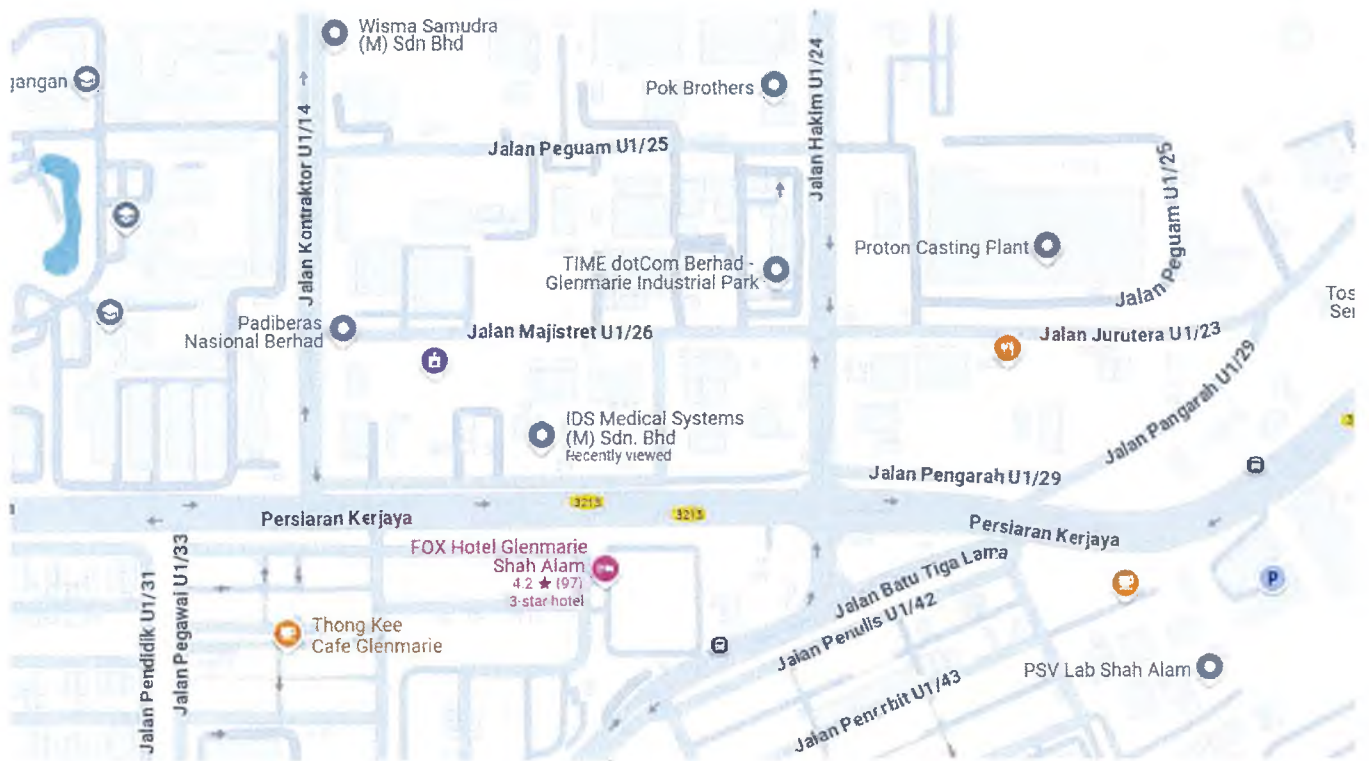 Wisma Samudra
(M) Sdn Bhd
gangan
Pok Brothers
Jalan Hakim U1/24
Jalan Kontraktor U1/14
Jalan Peguam U1/25
Jalan Peguam U1/25
Proton Casting Plant
TIME dotCom Berhad -
Glenmarie Industrial Park
Padiberas
Nasional Berhad
Jalan Majistret U1/26
Jalan Jurutera U1/23
Tos
Ser
Jalan Pangarah U1/29
IDS Medical Systems
(M) Sdn. Bhd
Recently viewed
Jalan Pengarah U1/29
3213
3213
3
Persiaran Kerjaya
Persiaran Kerjaya
FOX Hotel Glenmarie
Shah Alam
4.2 ★ (97)
3-star hotel
Jalan Pendidik U1/31
Jalan Pegawai U1/33
Thong Kee
Cafe Glenmarie
Jalan Batu Tiga Lama
Jalan Penulis U1/42
P
PSV Lab Shah Alam
Jalan Penerbit U1/43